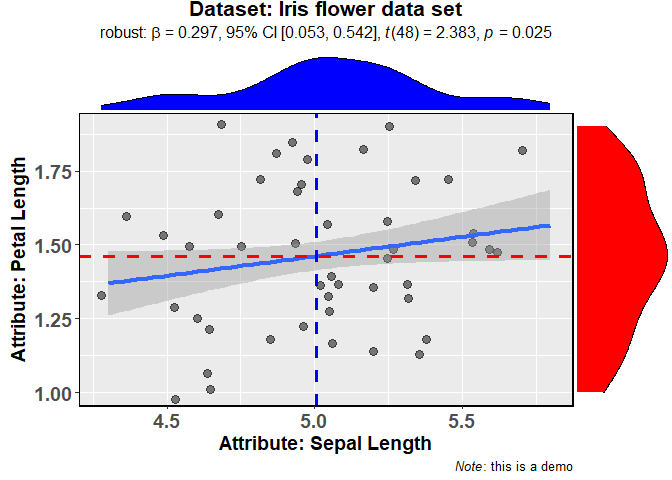 Dataset: Iris flower data set
robust: β = 0.297, 95% CI [0.053, 0.542], t(48) = 2.383, p = 0.025
Attribute: Petal Length
1.75
1.50
1.25
1.00
4.5 5.0 5.5
Attribute: Sepal Length
Note: this is a demo